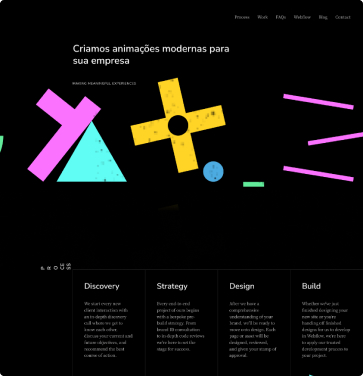 Process Work FAQs Webflow Blog Contact
Criamos animações modernas para
sua empresa
MAKING MEANINGFUL EXPERIENCES
PROCESS
Discovery
We start every new
client interaction with
an in-depth discovery
call where we get to
know each other,
discuss your current and
future objectives, and
recommend the best
course of action.
Strategy
Every end-to-end
project of ours begins
with a bespoke pre-
build strategy. From
brand ID consultation
to in-depth code reviews
we're here to set the
stage for success.
Design
After we have a
comprehensive
understanding of your
brand, we'll be ready to
move onto design. Each
page or asset will be
designed, reviewed,
and given your stamp of
approval.
Build
Whether we've just
finished designing your
new site or you're
handing off finished
designs for us to develop
in Webflow, we're here
to apply our trusted
development process to
your project.